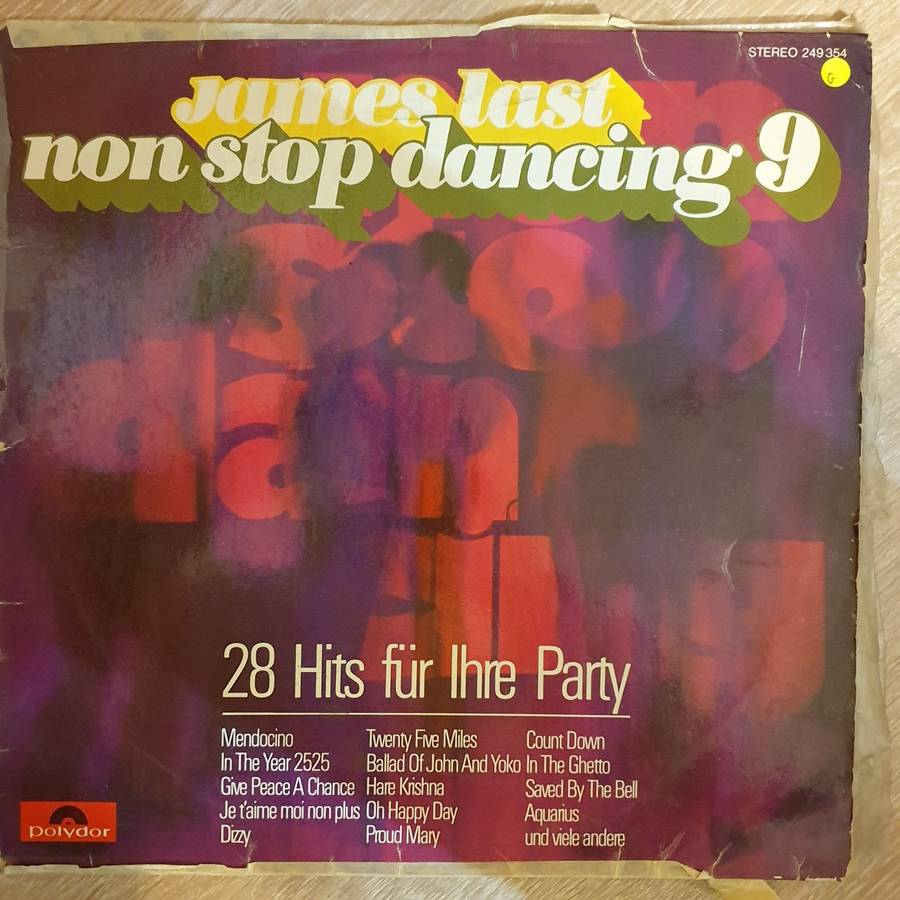 STEREO 249 354
G
james last
non stop dancing 9
28 Hits für Ihre Party
Mendocino
In The Year 2525
Give Peace A Chance
Je t'aime moi non plus
Dizzy
Twenty Five Miles
Ballad Of John And Yoko
Hare Krishna
Oh Happy Day
Proud Mary
Count Down
In The Ghetto
Saved By The Bell
Aquarius
und viele andere
polydor